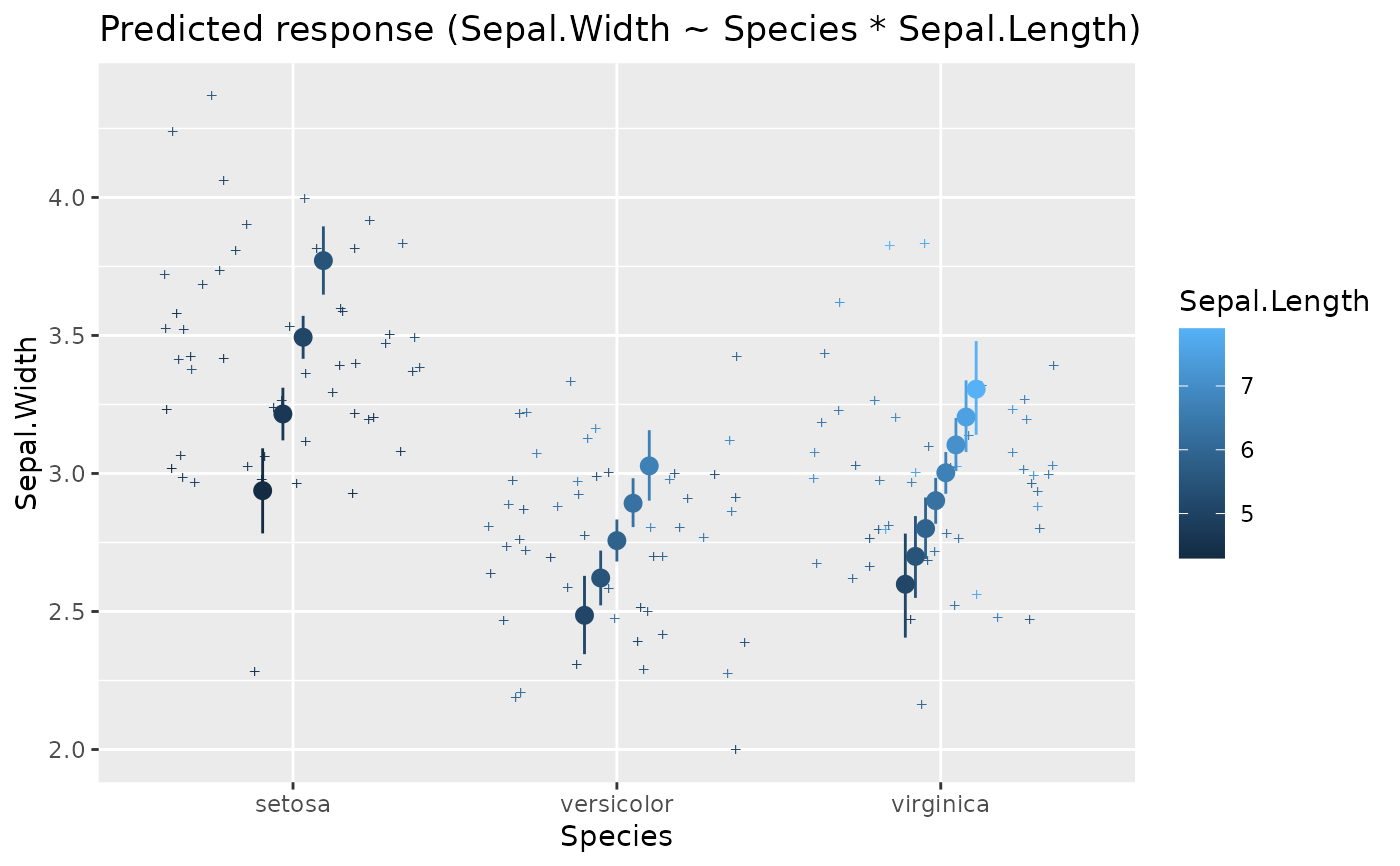 Predicted response (Sepal.Width ~ Species * Sepal.Length)
Sepal.Width
4.0
3.5
3.0
2.5
2.0
setosa
versicolor
virginica
Species
Sepal.Length
7
6
5